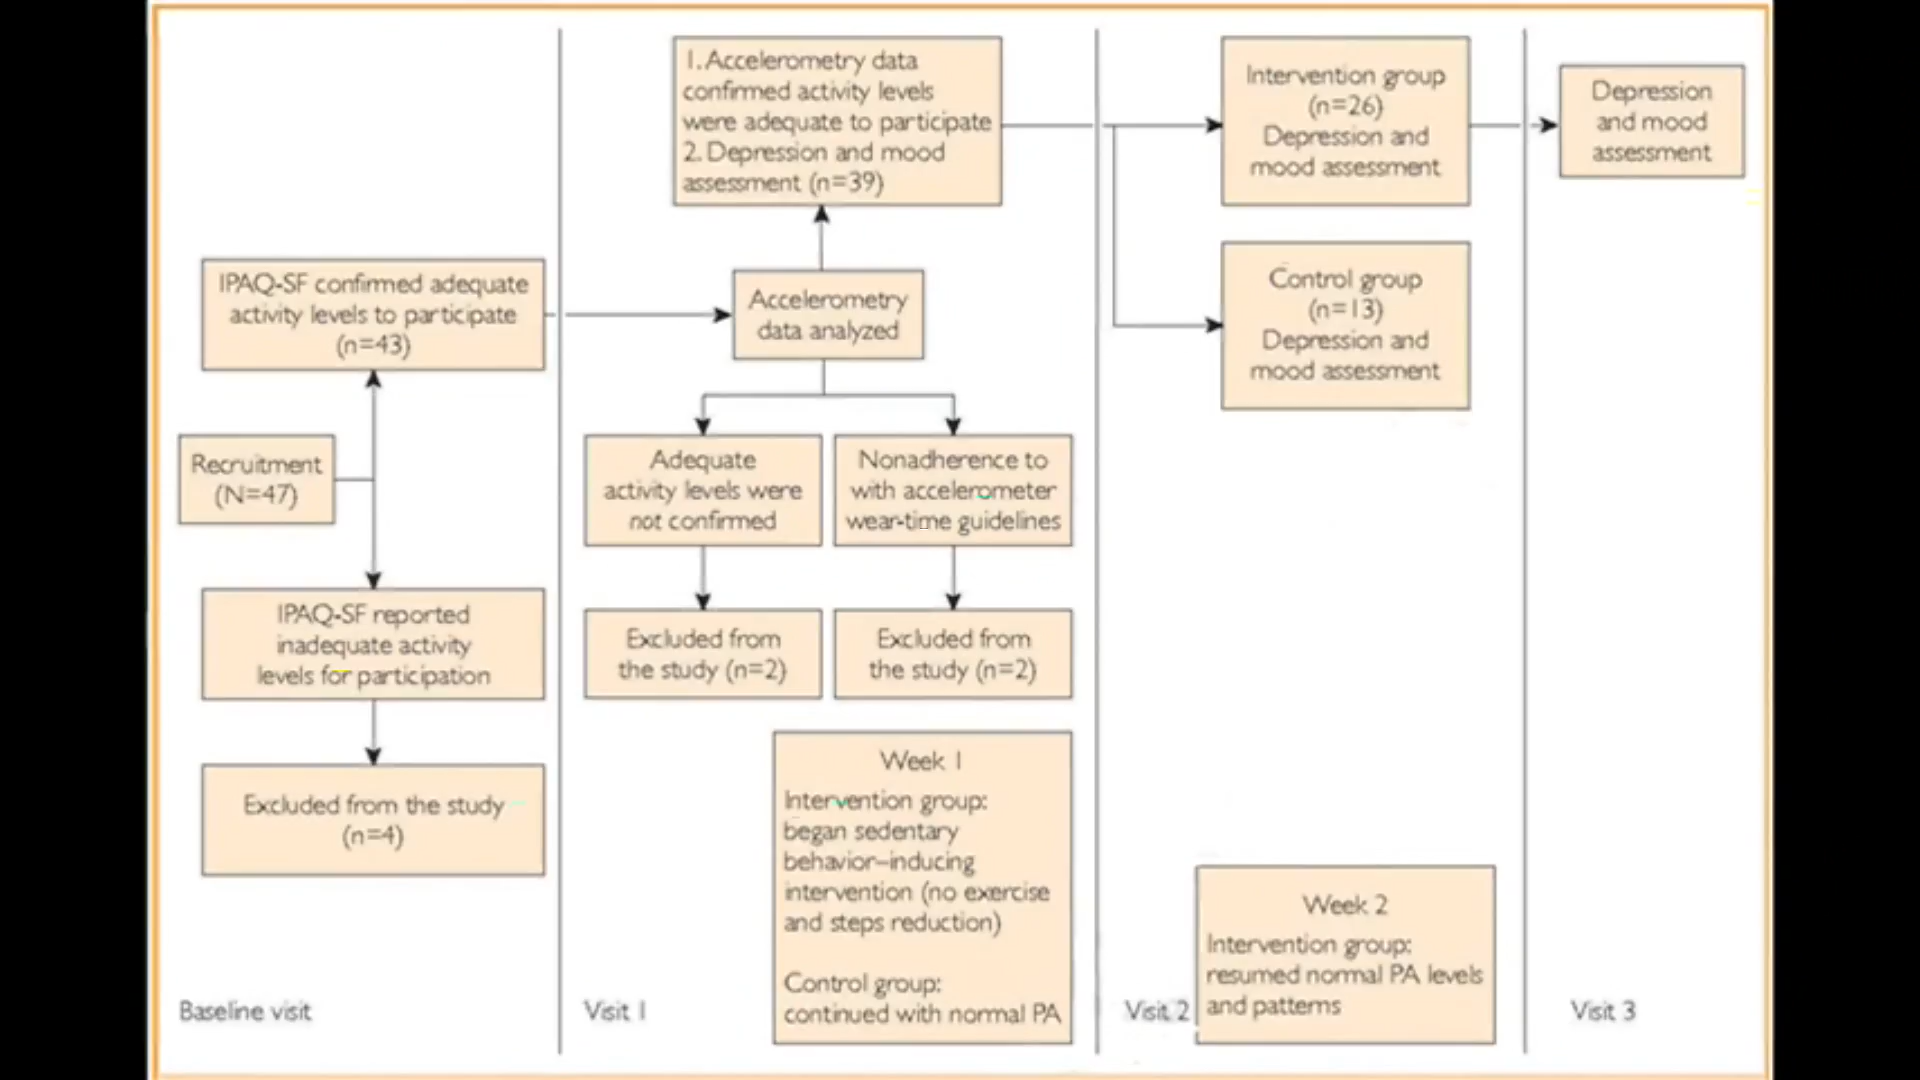 1. Accelerometry data
confirmed activity levels
were adequate to participate
2. Depression and mood
assessment (n=39)
Intervention group
(n=26)
Depression and
mood assessment
Depression
and mood
assessment
IPAQ-SF confirmed adequate
activity levels to participate
(n=43)
Accelerometry
data analyzed
Control group
(n=13)
Depression and
mood assessment
Recruitment
(N=47)
Adequate
activity levels were
not confirmed
Nonadherence to
with accelerometer
wear-time guidelines
IPAQ-SF reported
inadequate activity
levels for participation
Excluded from
the study (n=2)
Excluded from
the study (n=2)
Excluded from the study
(n=4)
Week 1
Intervention group:
began sedentary
behavior–inducing
intervention (no exercise
and steps reduction)
Control group:
continued with normal PA
Week 2
Intervention group:
resumed normal PA levels
and patterns
Baseline visit
Visit 1
Visit 2
Visit 3